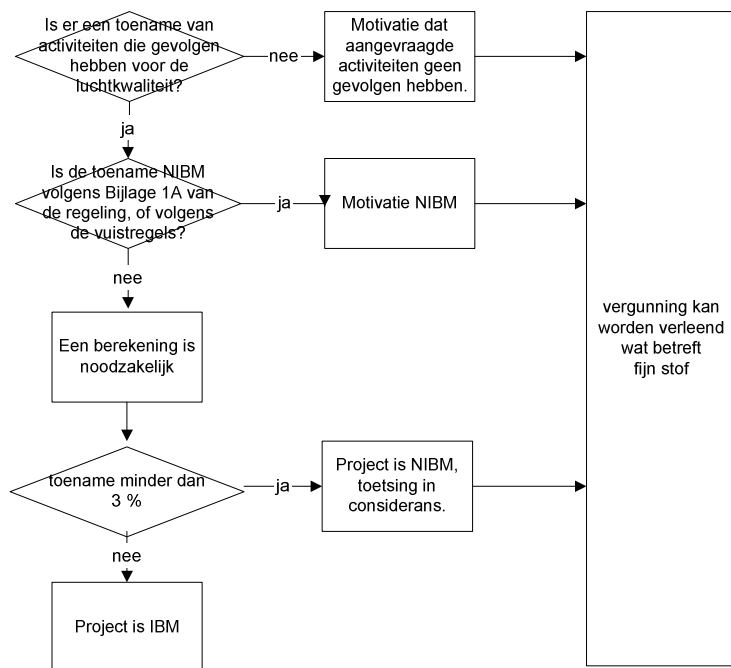 Is er een toename van
activiteiten die gevolgen
hebben voor de
luchtkwaliteit?
nee
Motivatie dat
aangevraagde
activiteiten geen
gevolgen hebben.
ja
Is de toename NIBM
volgens Bijlage 1A van
de regeling, of volgens
de vuistregels?
ja
Motivatie NIBM
nee
Een berekening is
noodzakelijk
toename minder dan
3 %
ja
Project is NIBM,
toetsing in
considerans.
nee
Project is IBM
vergunning kan
worden verleend
wat betreft
fijn stof